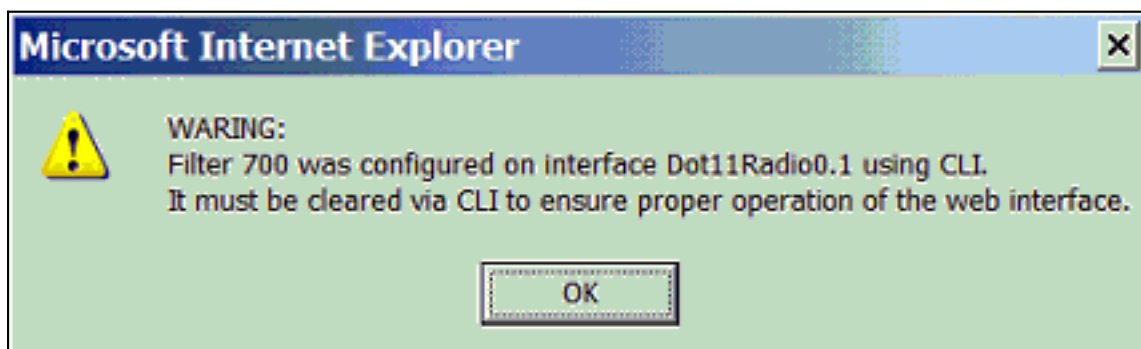 Microsoft Internet Explorer
WARING:
Filter 700 was configured on interface Dot11Radio0.1 using CLI.
It must be cleared via CLI to ensure proper operation of the web interface.
OK